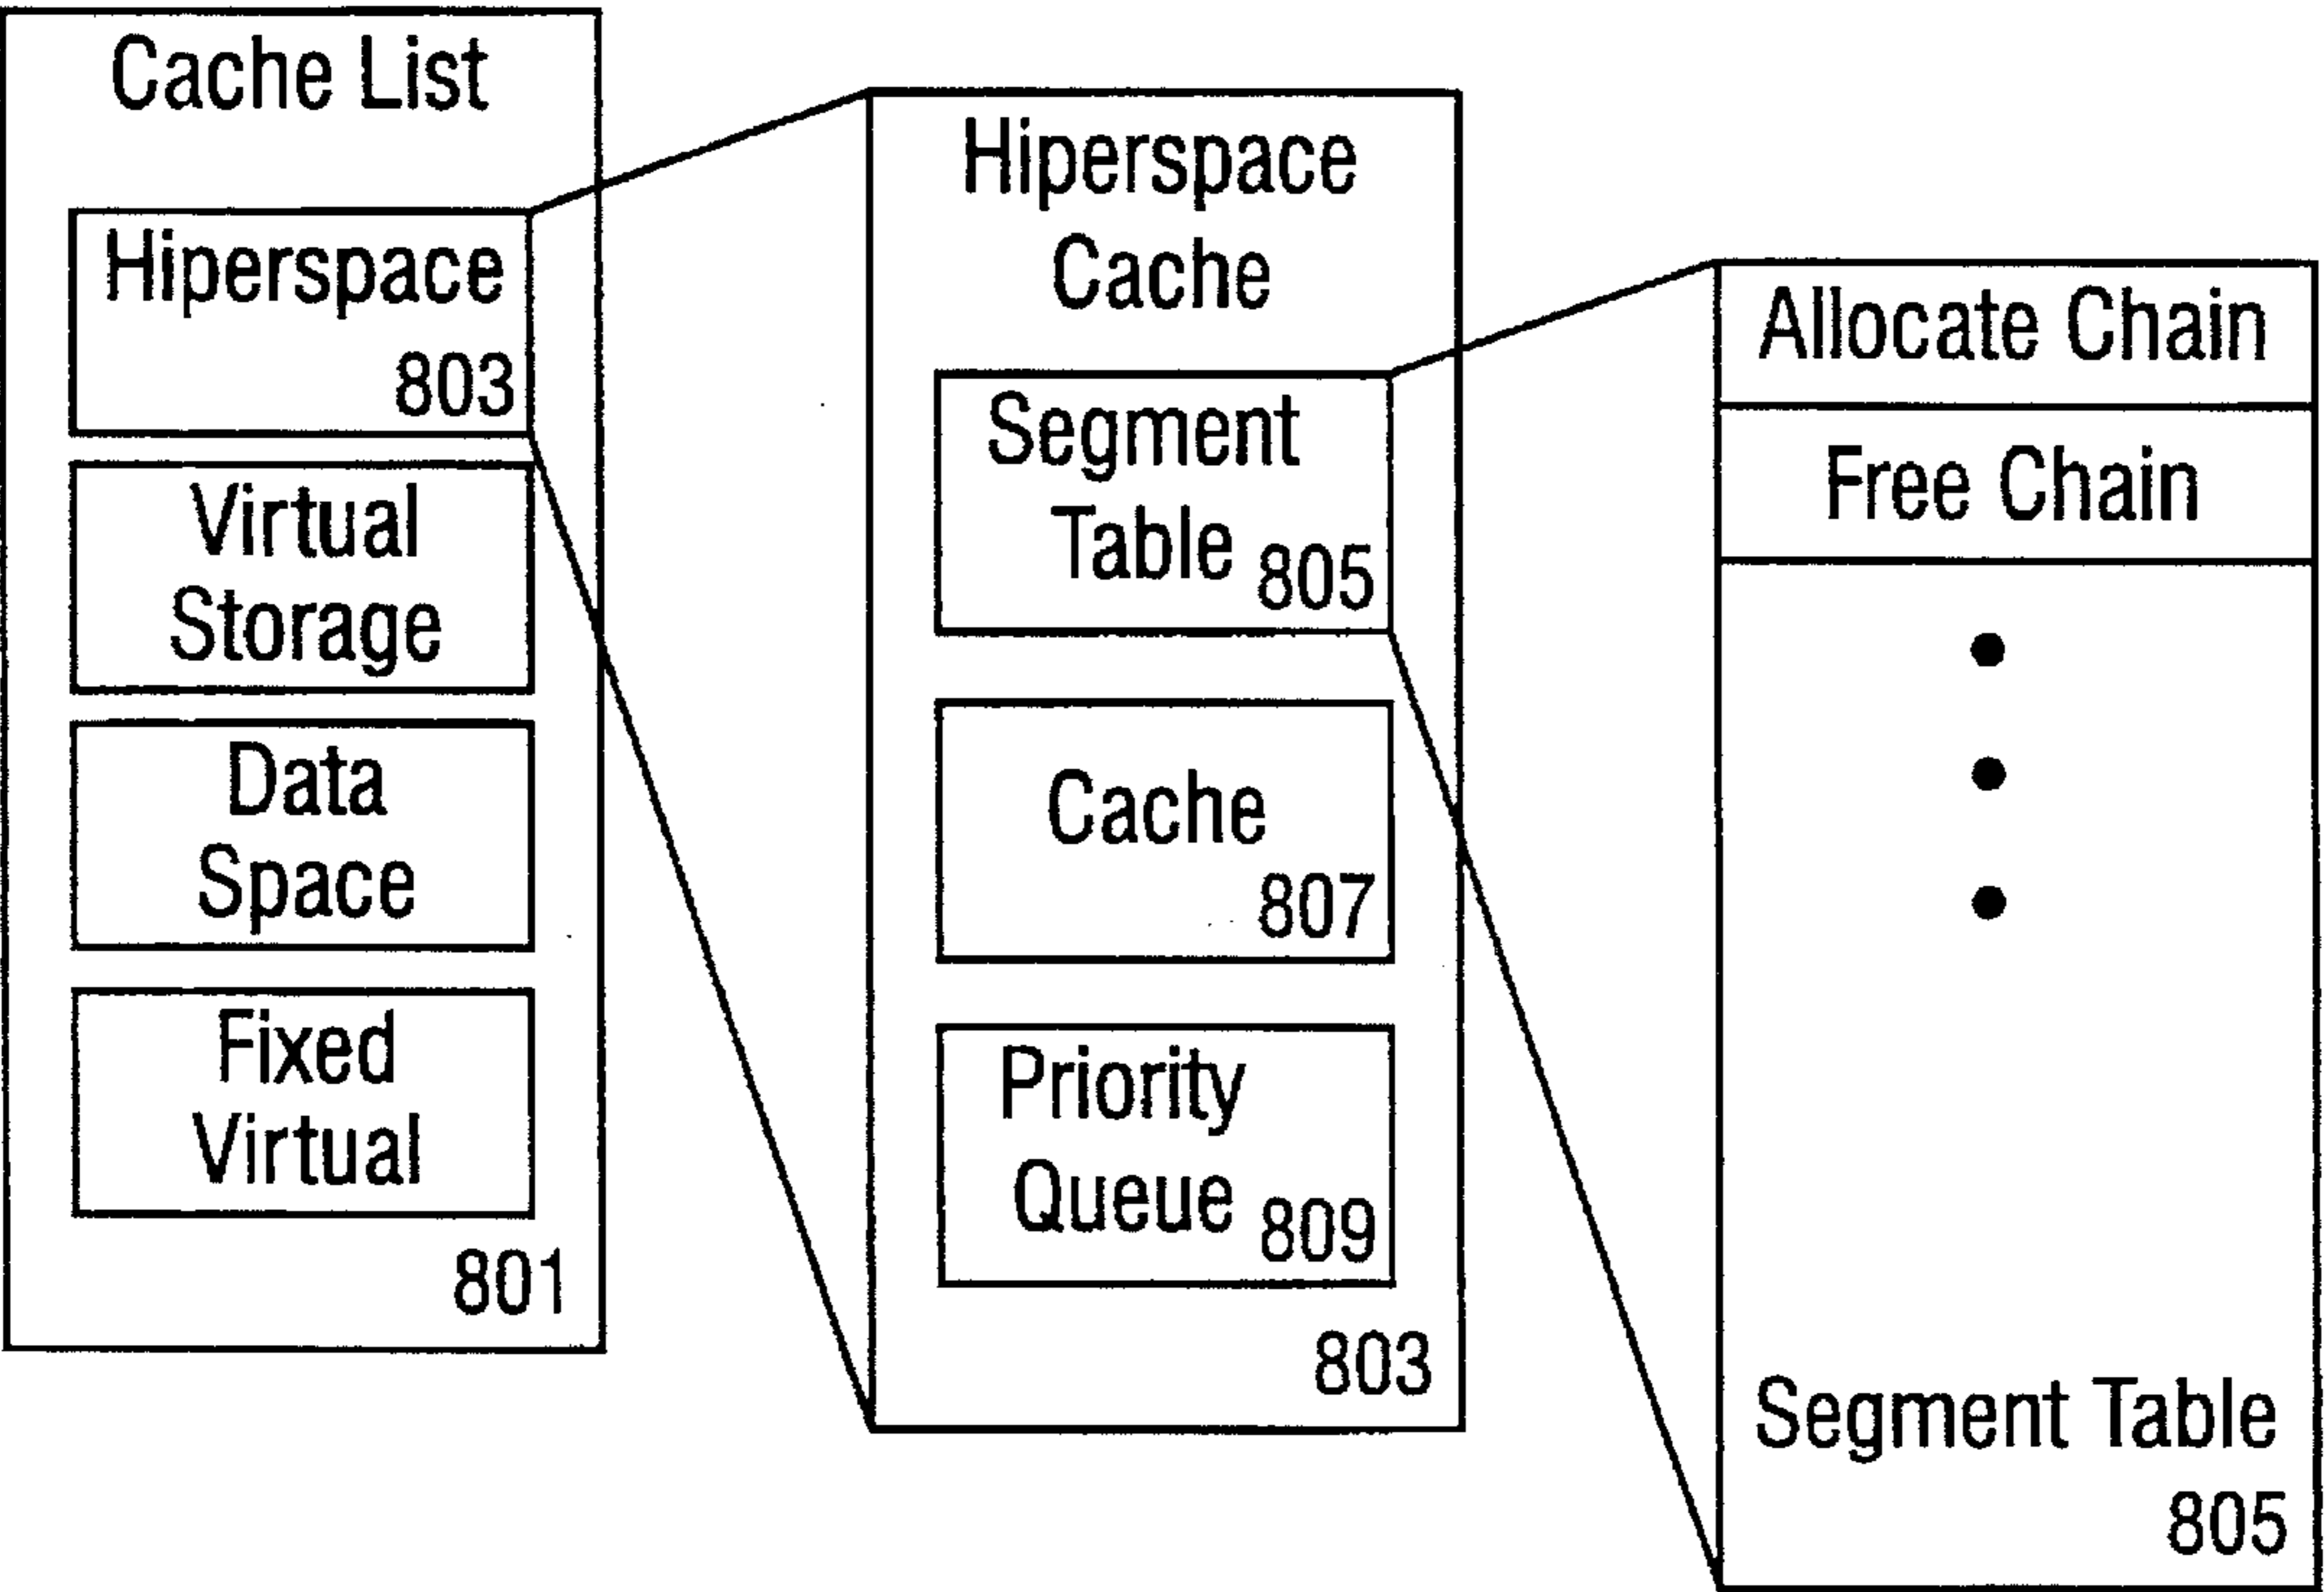 Cache List
Hiperspace
803
Virtual
Storage
Data
Space
Fixed
Virtual
801
Hiperspace
Cache
Segment
Table 805
Cache
807
Priority
Queue 809
803
Allocate Chain
Free Chain
Segment Table
805